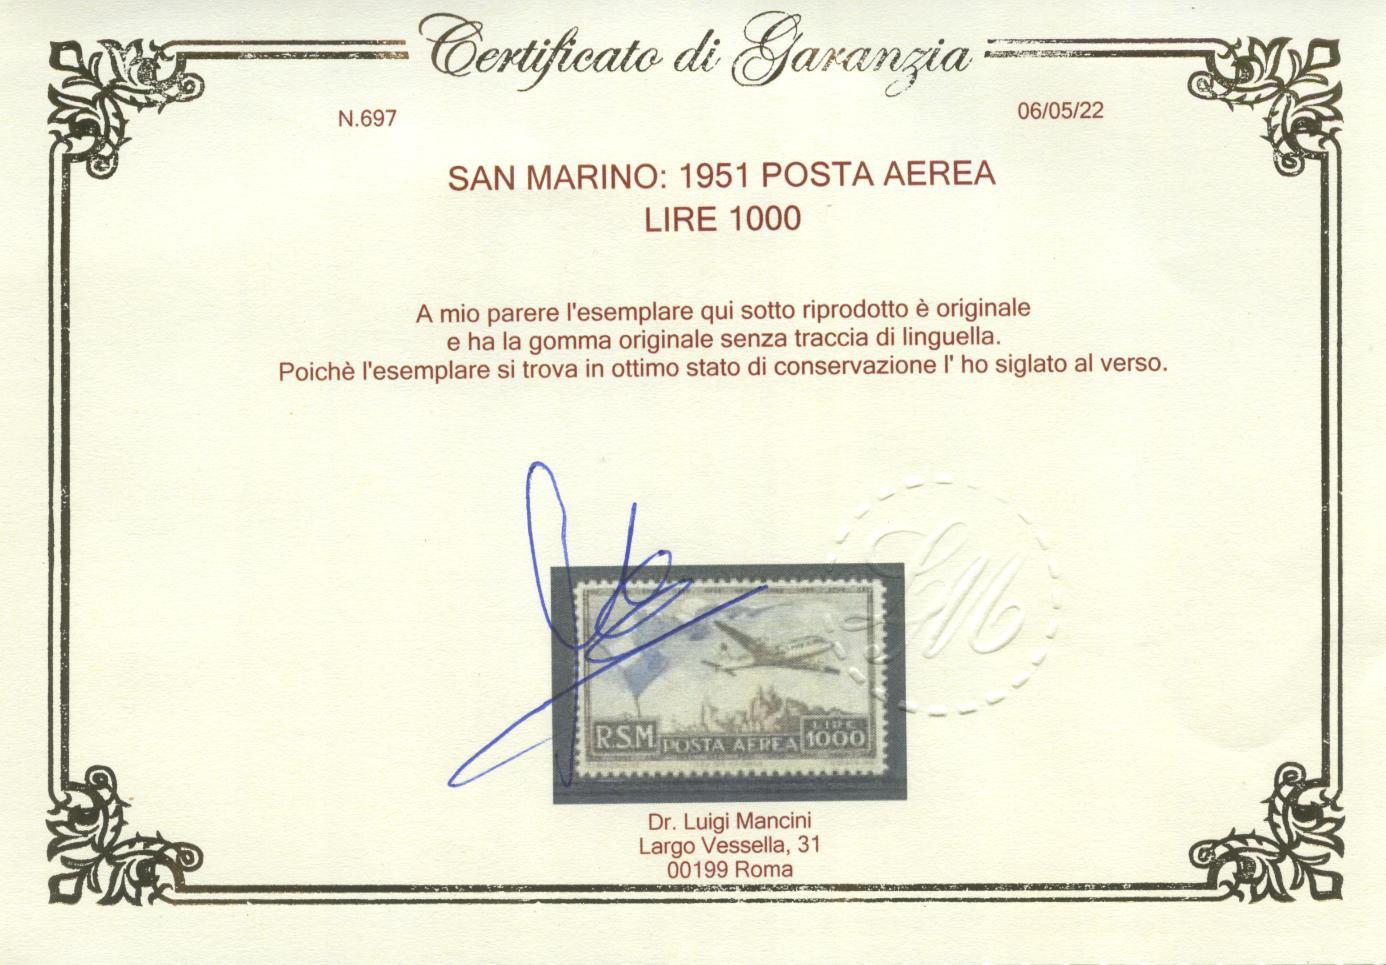 Certificato di Garanzia
N.697
06/05/22
SAN MARINO: 1951 POSTA AEREA
LIRE 1000
A mio parere l'esemplare qui sotto riprodotto è originale
e ha la gomma originale senza traccia di linguella.
Poichè l'esemplare si trova in ottimo stato di conservazione l' ho siglato al verso.
LM
R.S.M. POSTA AEREA LIRE 1000
Dr. Luigi Mancini
Largo Vessella, 31
00199 Roma